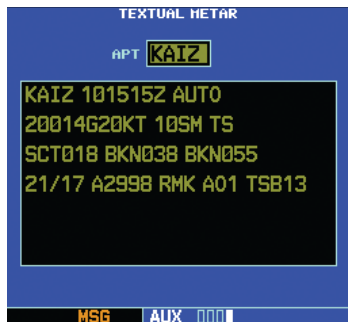 TEXTUAL METAR
APT KAIZ
KAIZ 101515Z AUTO
20014G20KT 10SM TS
SCT018 BKN038 BKN055
21/17 A2998 RMK A01 TSB13
MSG AUX